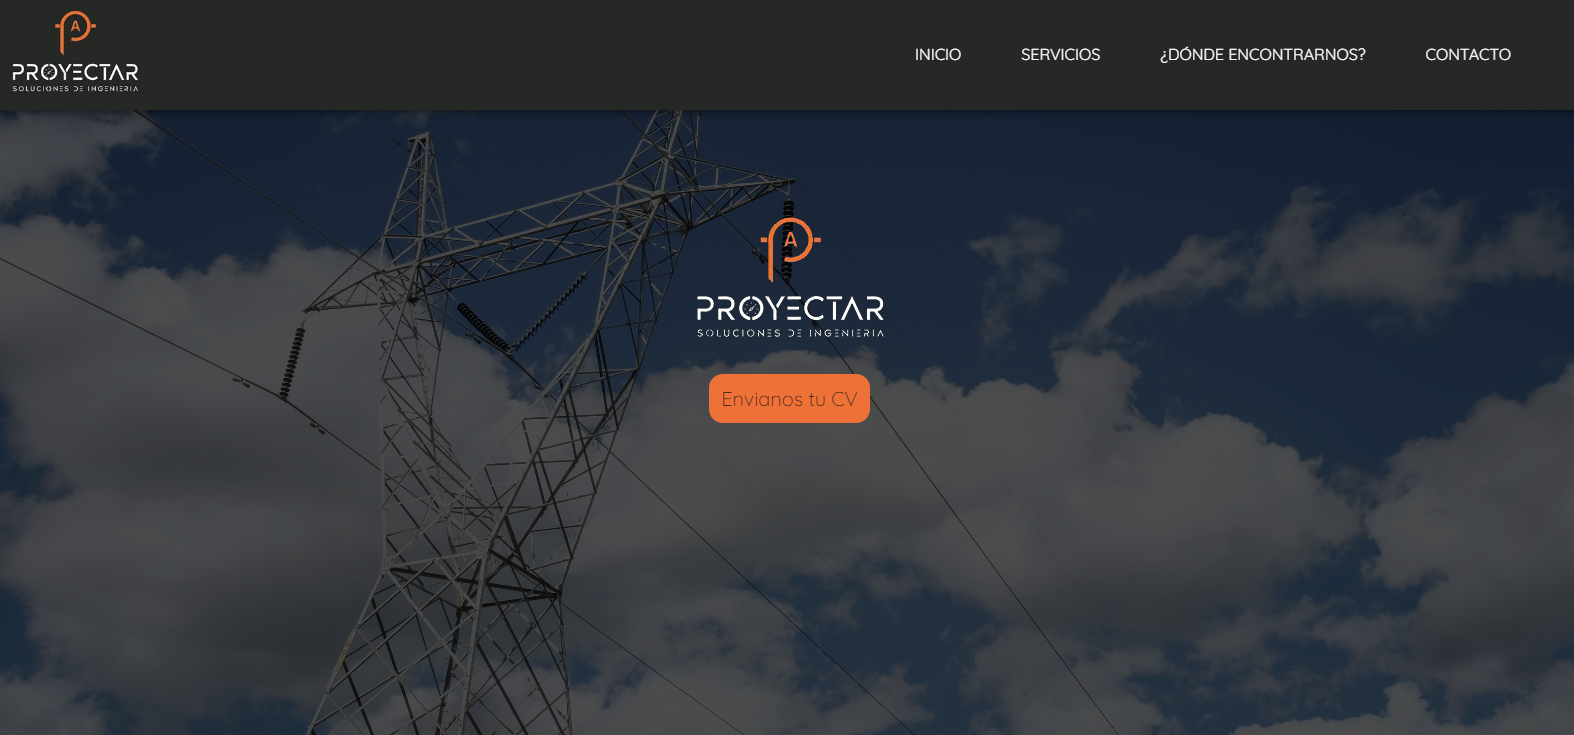 A
PROYECTAR
SOLUCIONES DE INGENIERIA
INICIO SERVICIOS ¿DÓNDE ENCONTRARNOS? CONTACTO
A
PROYECTAR
SOLUCIONES DE INGENIERIA
Envianos tu CV